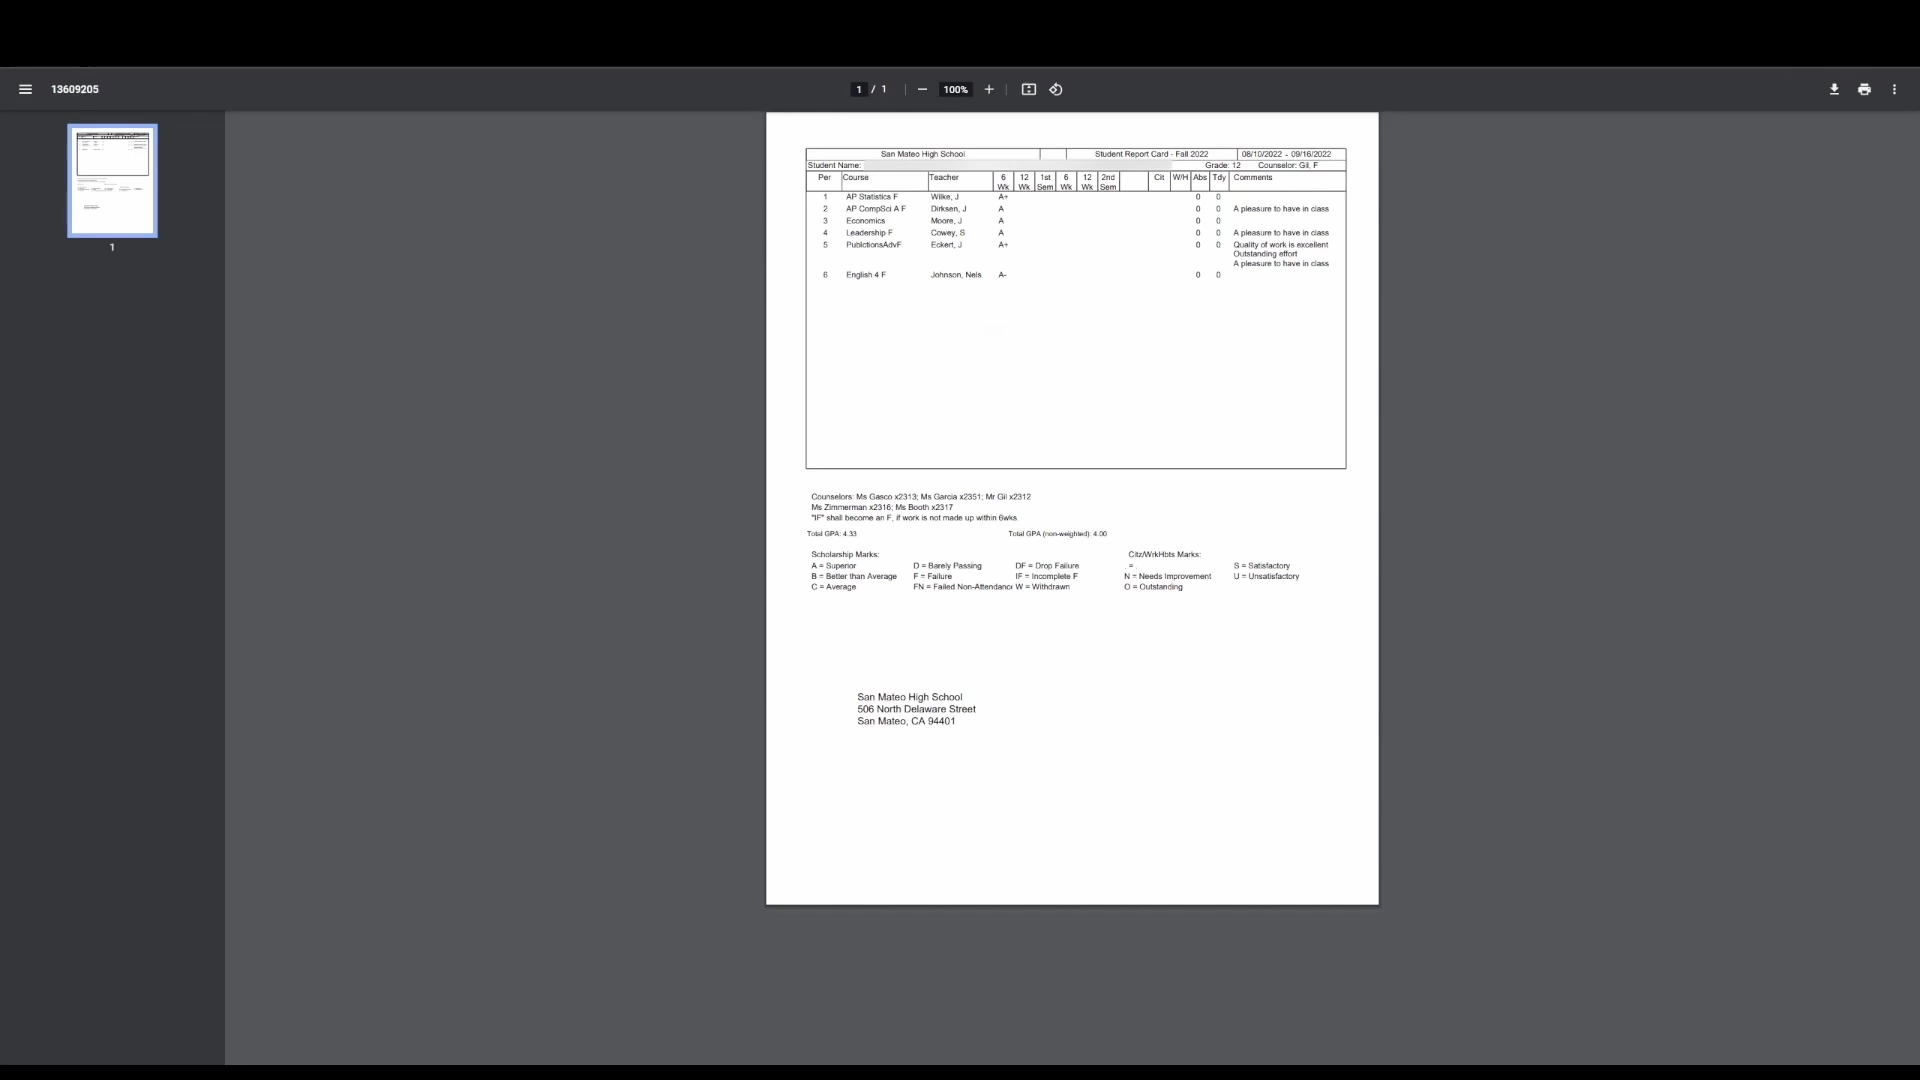 13609205
1 / 1
100%
1
San Mateo High School Student Report Card - Fall 2022 08/10/2022 - 09/16/2022
Student Name: Grade: 12 Counselor: Gil, F
Per Course Teacher 6 Wk 12 Wk 1st Sem 6 Wk 12 Wk 2nd Sem Cit W/H Abs Tdy Comments
1 AP Statistics F Wilke, J A+ 0 0
2 AP CompSci A F Dirksen, J A 0 0 A pleasure to have in class
3 Economics Moore, J A 0 0
4 Leadership F Cowey, S A 0 0 A pleasure to have in class
5 PublctionsAdvF Eckert, J A+ 0 0 Quality of work is excellent
Outstanding effort
A pleasure to have in class
6 English 4 F Johnson, Nels A- 0 0
Counselors: Ms Gasco x2313; Ms Garcia x2351; Mr Gil x2312
Ms Zimmerman x2316; Ms Booth x2317
"IF" shall become an F, if work is not made up within 6wks.
Total GPA: 4.33 Total GPA (non-weighted): 4.00
Scholarship Marks: Citz/WrkHbts Marks:
A = Superior D = Barely Passing DF = Drop Failure . = . S = Satisfactory
B = Better than Average F = Failure IF = Incomplete F N = Needs Improvement U = Unsatisfactory
C = Average FN = Failed Non-Attendanc W = Withdrawn O = Outstanding
San Mateo High School
506 North Delaware Street
San Mateo, CA 94401